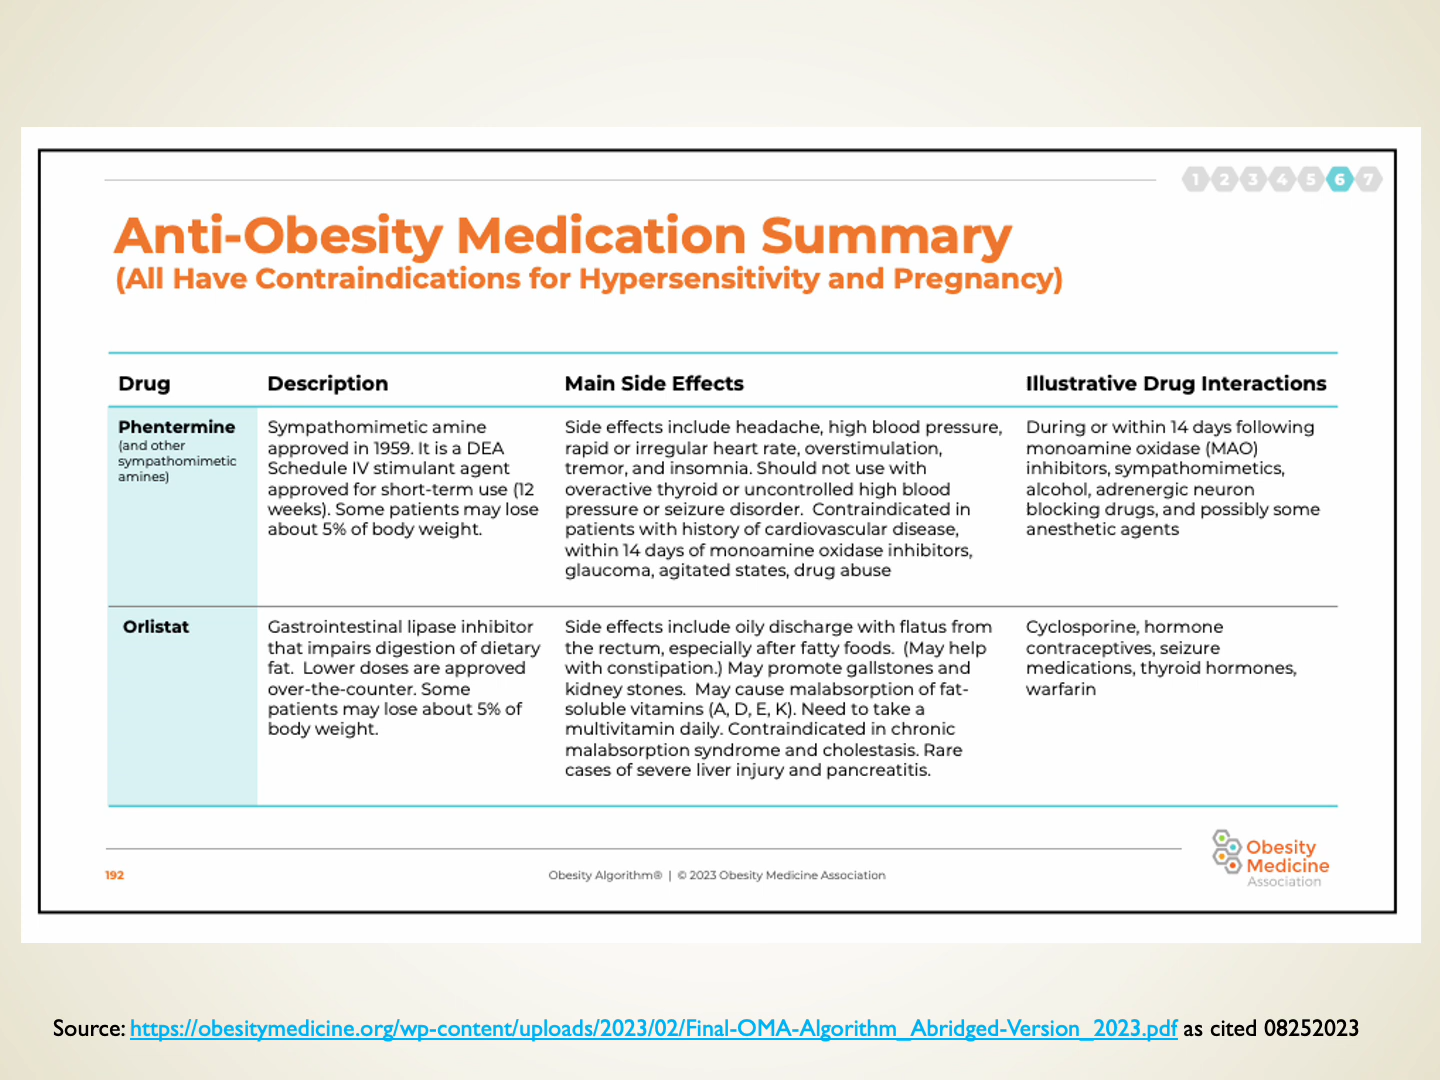 1 2 3 4 5 6 7
Anti-Obesity Medication Summary
(All Have Contraindications for Hypersensitivity and Pregnancy)
Drug
Description
Main Side Effects
Illustrative Drug Interactions
Phentermine
(and other
sympathomimetic
amines)
Sympathomimetic amine
approved in 1959. It is a DEA
Schedule IV stimulant agent
approved for short-term use (12
weeks). Some patients may lose
about 5% of body weight.
Side effects include headache, high blood pressure,
rapid or irregular heart rate, overstimulation,
tremor, and insomnia. Should not use with
overactive thyroid or uncontrolled high blood
pressure or seizure disorder.  Contraindicated in
patients with history of cardiovascular disease,
within 14 days of monoamine oxidase inhibitors,
glaucoma, agitated states, drug abuse
During or within 14 days following
monoamine oxidase (MAO)
inhibitors, sympathomimetics,
alcohol, adrenergic neuron
blocking drugs, and possibly some
anesthetic agents
Orlistat
Gastrointestinal lipase inhibitor
that impairs digestion of dietary
fat.  Lower doses are approved
over-the-counter. Some
patients may lose about 5% of
body weight.
Side effects include oily discharge with flatus from
the rectum, especially after fatty foods.  (May help
with constipation.) May promote gallstones and
kidney stones.  May cause malabsorption of fat-
soluble vitamins (A, D, E, K). Need to take a
multivitamin daily. Contraindicated in chronic
malabsorption syndrome and cholestasis. Rare
cases of severe liver injury and pancreatitis.
Cyclosporine, hormone
contraceptives, seizure
medications, thyroid hormones,
warfarin
192
Obesity Algorithm® | © 2023 Obesity Medicine Association
Obesity
Medicine
Association
Source: https://obesitymedicine.org/wp-content/uploads/2023/02/Final-OMA-Algorithm_Abridged-Version_2023.pdf as cited 08252023